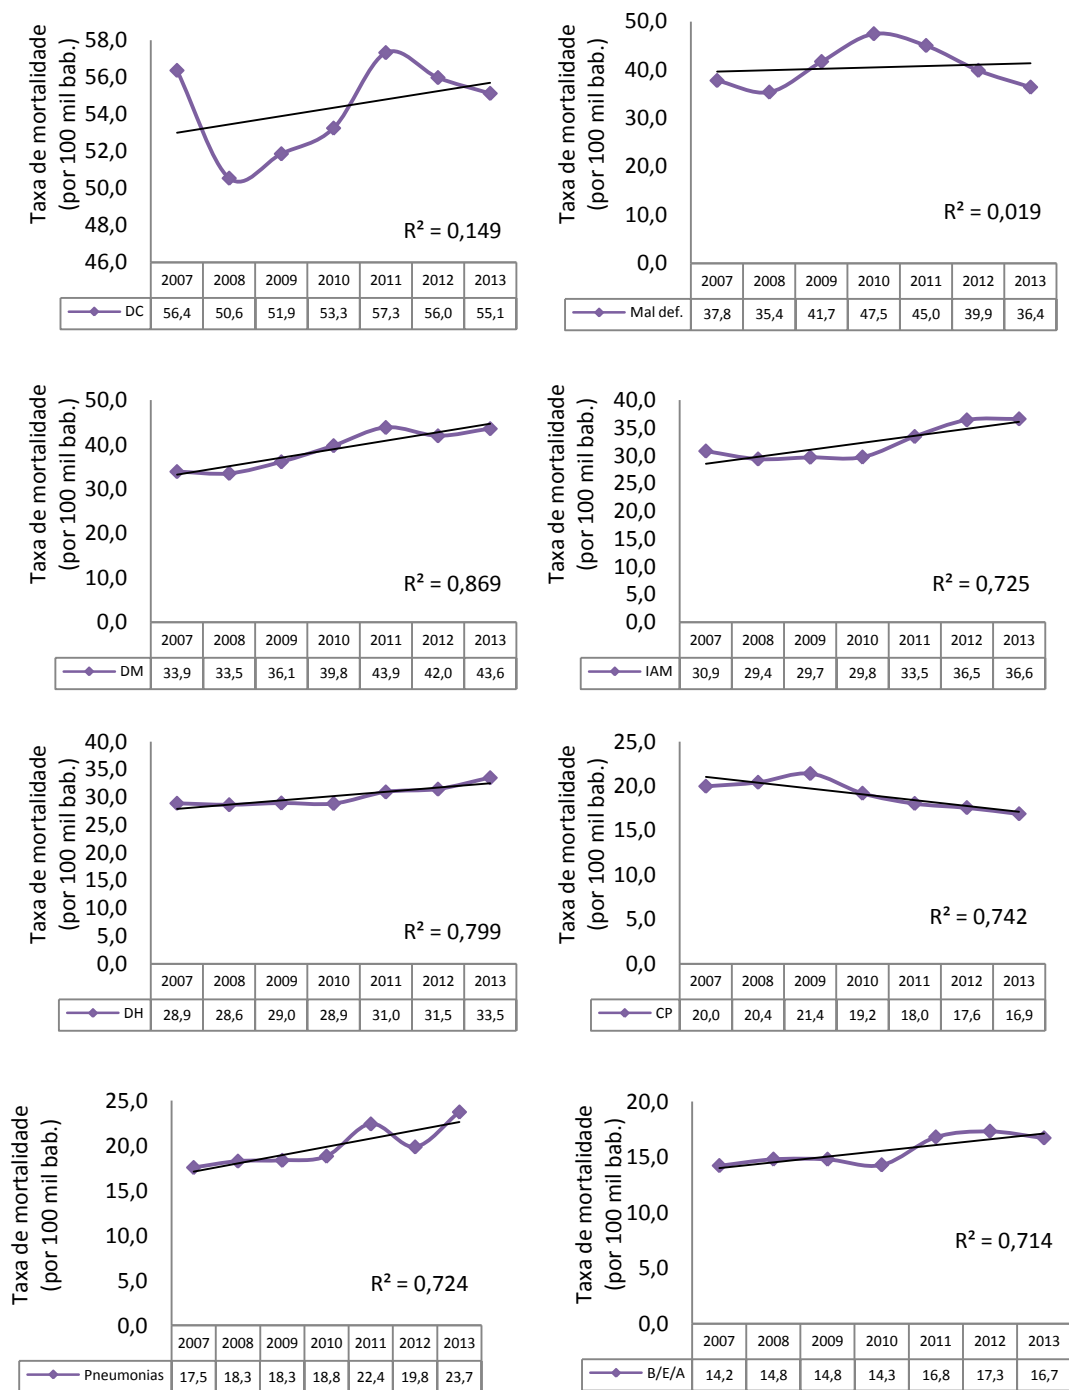 Taxa de mortalidade
(por 100 mil bab.)
58,0
56,0
54,0
52,0
50,0
48,0
46,0
R² = 0,149
2007 2008 2009 2010 2011 2012 2013
DC 56,4 50,6 51,9 53,3 57,3 56,0 55,1
Taxa de mortalidade
(por 100 mil bab.)
50,0
40,0
30,0
20,0
10,0
0,0
R² = 0,019
2007 2008 2009 2010 2011 2012 2013
Mal def. 37,8 35,4 41,7 47,5 45,0 39,9 36,4
Taxa de mortalidade
(por 100 mil bab.)
50,0
40,0
30,0
20,0
10,0
0,0
R² = 0,869
2007 2008 2009 2010 2011 2012 2013
DM 33,9 33,5 36,1 39,8 43,9 42,0 43,6
Taxa de mortalidade
(por 100 mil bab.)
40,0
35,0
30,0
25,0
20,0
15,0
10,0
5,0
0,0
R² = 0,725
2007 2008 2009 2010 2011 2012 2013
IAM 30,9 29,4 29,7 29,8 33,5 36,5 36,6
Taxa de mortalidade
(por 100 mil bab.)
40,0
35,0
30,0
25,0
20,0
15,0
10,0
5,0
0,0
R² = 0,799
2007 2008 2009 2010 2011 2012 2013
DH 28,9 28,6 29,0 28,9 31,0 31,5 33,5
Taxa de mortalidade
(por 100 mil bab.)
25,0
20,0
15,0
10,0
5,0
0,0
R² = 0,742
2007 2008 2009 2010 2011 2012 2013
CP 20,0 20,4 21,4 19,2 18,0 17,6 16,9
Taxa de mortalidade
(por 100 mil bab.)
25,0
20,0
15,0
10,0
5,0
0,0
R² = 0,724
2007 2008 2009 2010 2011 2012 2013
Pneumonias 17,5 18,3 18,3 18,8 22,4 19,8 23,7
Taxa de mortalidade
(por 100 mil bab.)
20,0
15,0
10,0
5,0
0,0
R² = 0,714
2007 2008 2009 2010 2011 2012 2013
B/E/A 14,2 14,8 14,8 14,3 16,8 17,3 16,7